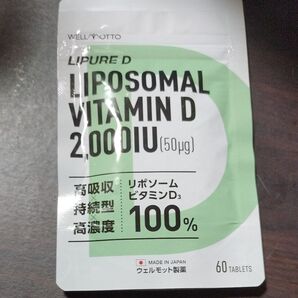 WELLMOTTO
LIPURE D
LIPOSOMAL
VITAMIN D
2,000IU(50μg)
高吸収
持続型
高濃度
リポソーム
ビタミンD₃
100%
MADE IN JAPAN
ウェルモット製薬
60 TABLETS